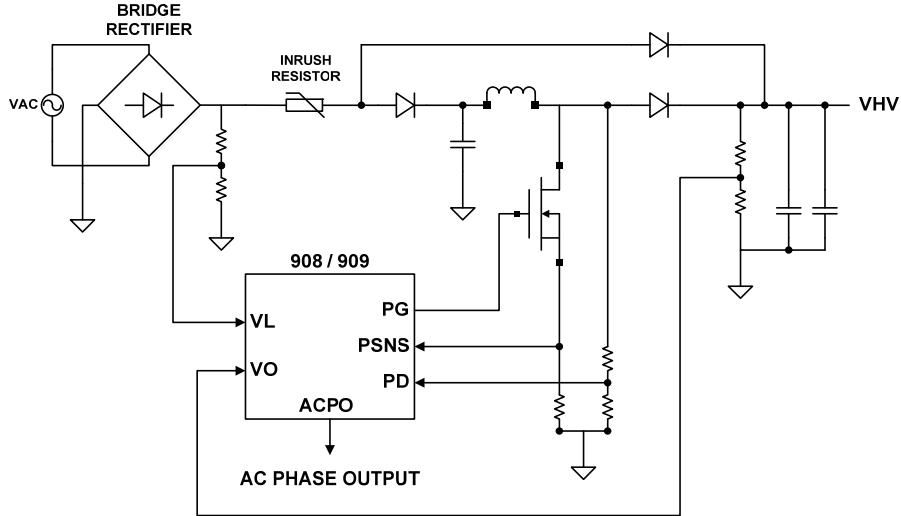 BRIDGE
RECTIFIER
INRUSH
RESISTOR
VAC
VHV
908 / 909
PG
VL
PSNS
VO
PD
ACPO
AC PHASE OUTPUT